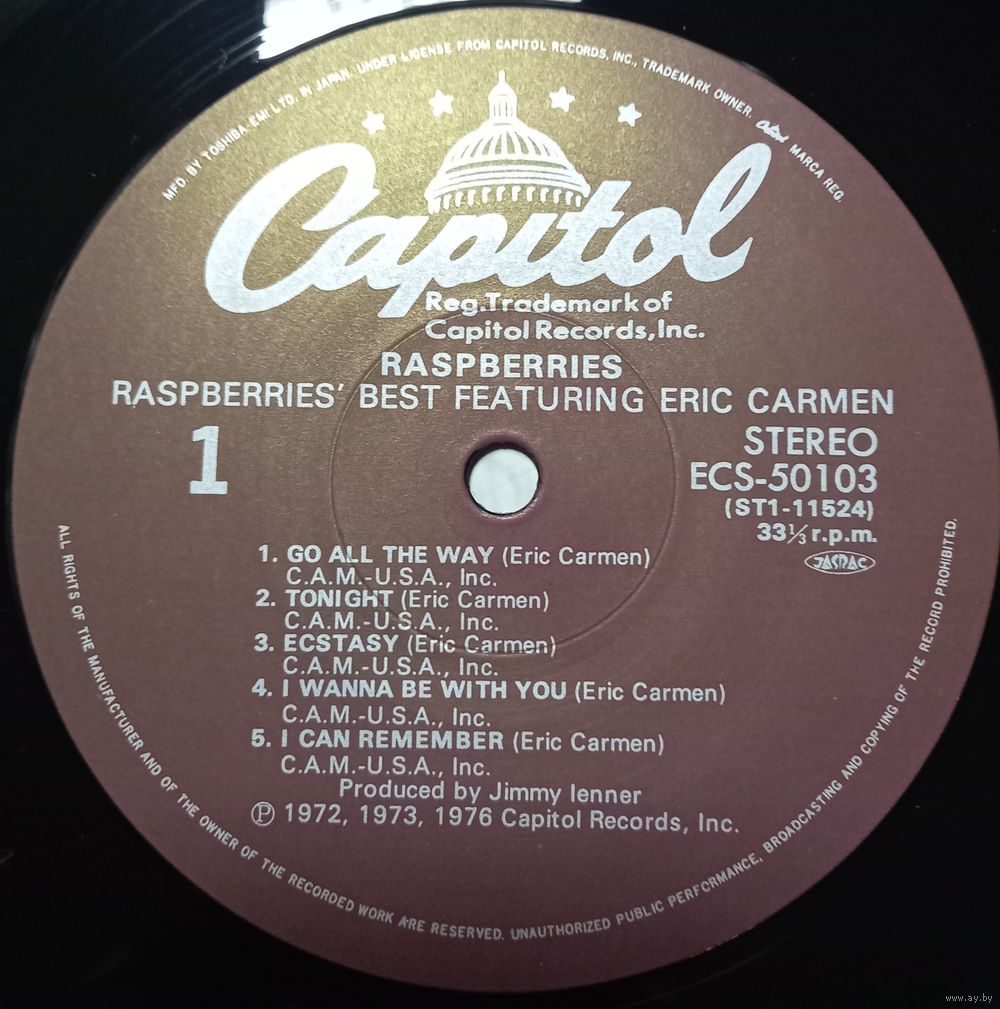 MFD. BY TOSHIBA-EMI LTD. IN JAPAN. UNDER LICENSE FROM CAPITOL RECORDS, INC., TRADEMARK OWNER. Capitol MARCA REG.
Capitol
Reg.Trademark of
Capitol Records,Inc.
RASPBERRIES
RASPBERRIES' BEST FEATURING ERIC CARMEN
1
STEREO
ECS-50103
(ST1-11524)
33⅓ r.p.m.
JASRAC
1. GO ALL THE WAY (Eric Carmen)
C.A.M.-U.S.A., Inc.
2. TONIGHT (Eric Carmen)
C.A.M.-U.S.A., Inc.
3. ECSTASY (Eric Carmen)
C.A.M.-U.S.A., Inc.
4. I WANNA BE WITH YOU (Eric Carmen)
C.A.M.-U.S.A., Inc.
5. I CAN REMEMBER (Eric Carmen)
C.A.M.-U.S.A., Inc.
Produced by Jimmy Ienner
Ⓟ 1972, 1973, 1976 Capitol Records, Inc.
ALL RIGHTS OF THE MANUFACTURER AND OF THE OWNER OF THE RECORDED WORK ARE RESERVED. UNAUTHORIZED PUBLIC PERFORMANCE, BROADCASTING AND COPYING OF THE RECORD PROHIBITED.
www.ay.by